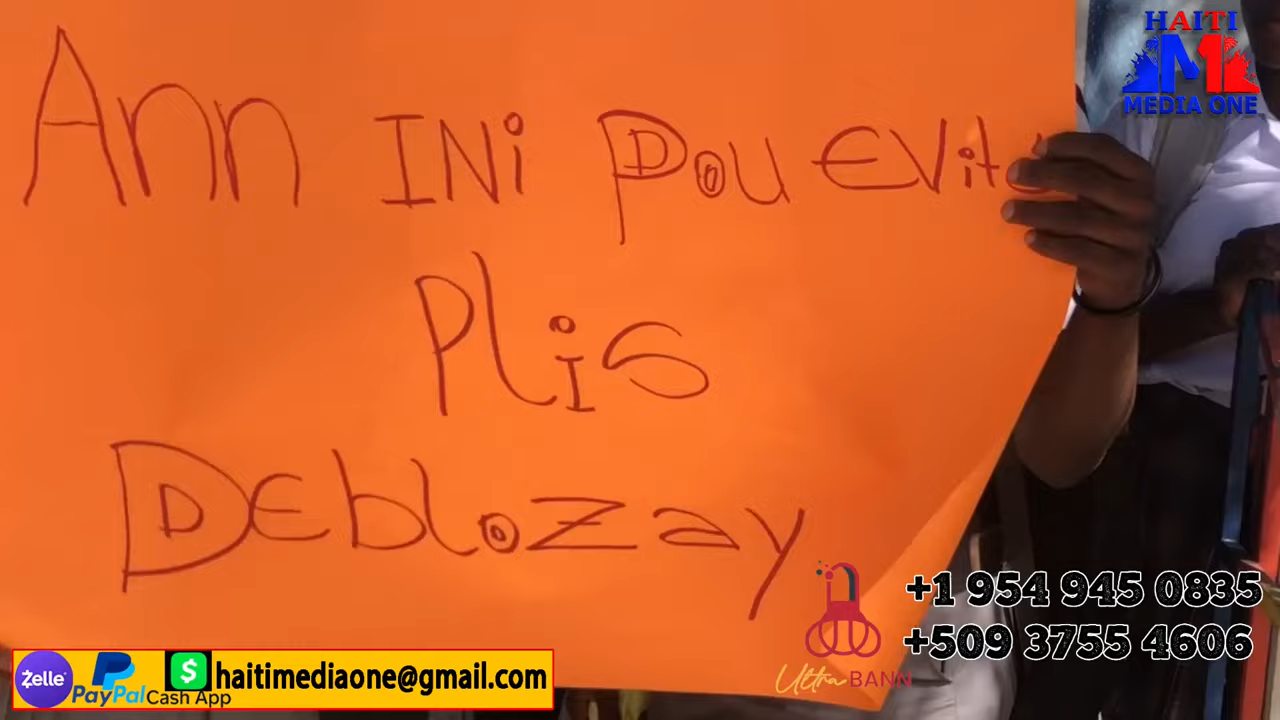 HAITI
M
MEDIA ONE
Ann INi Pou Evite
Plis
DEblozay
+1 954 945 0835
+509 3755 4606
Zelle
PayPal
$
Cash App
haitimediaone@gmail.com
Ultra BANN